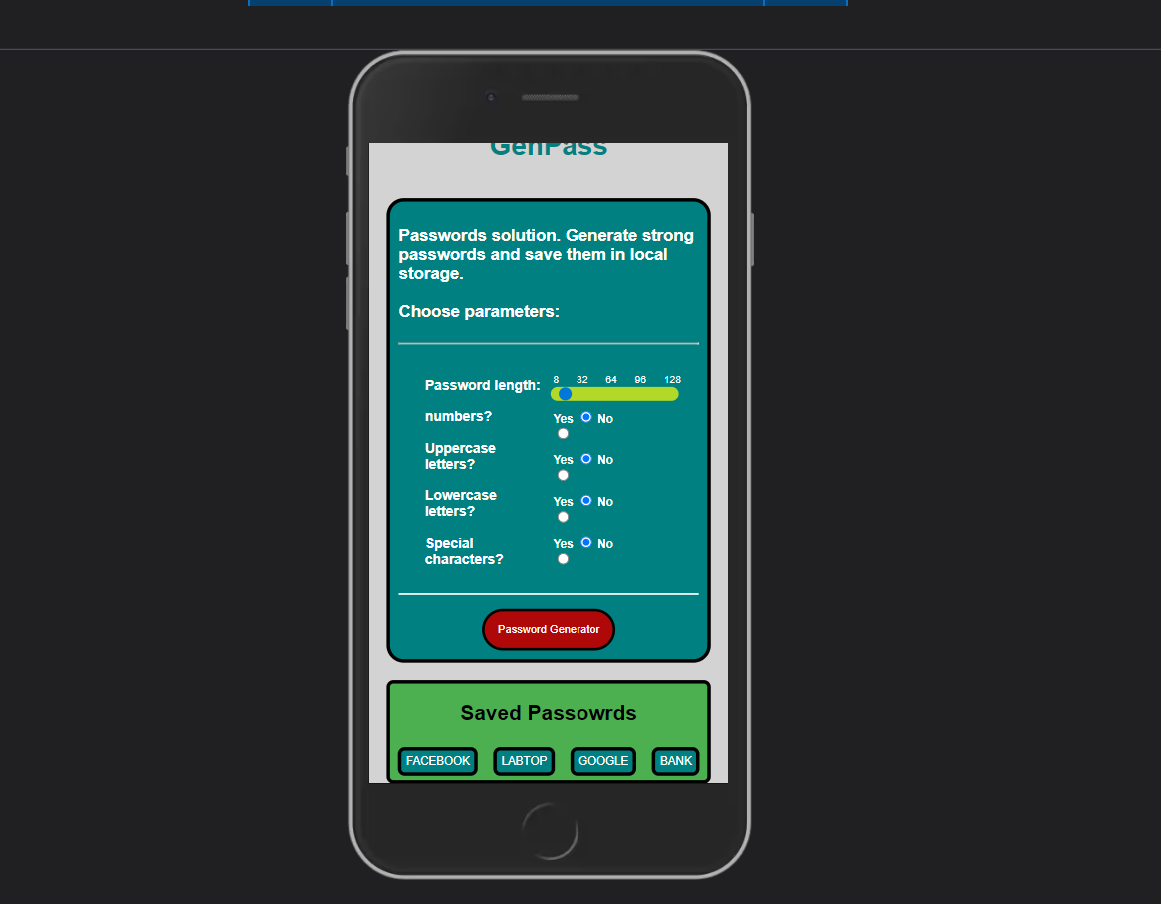 GenPass
Passwords solution. Generate strong
passwords and save them in local
storage.
Choose parameters:
8 32 64 96 128
Password length:
numbers? Yes No
Uppercase
letters? Yes No
Lowercase
letters? Yes No
Special
characters? Yes No
Password Generator
Saved Passowrds
FACEBOOK LABTOP GOOGLE BANK